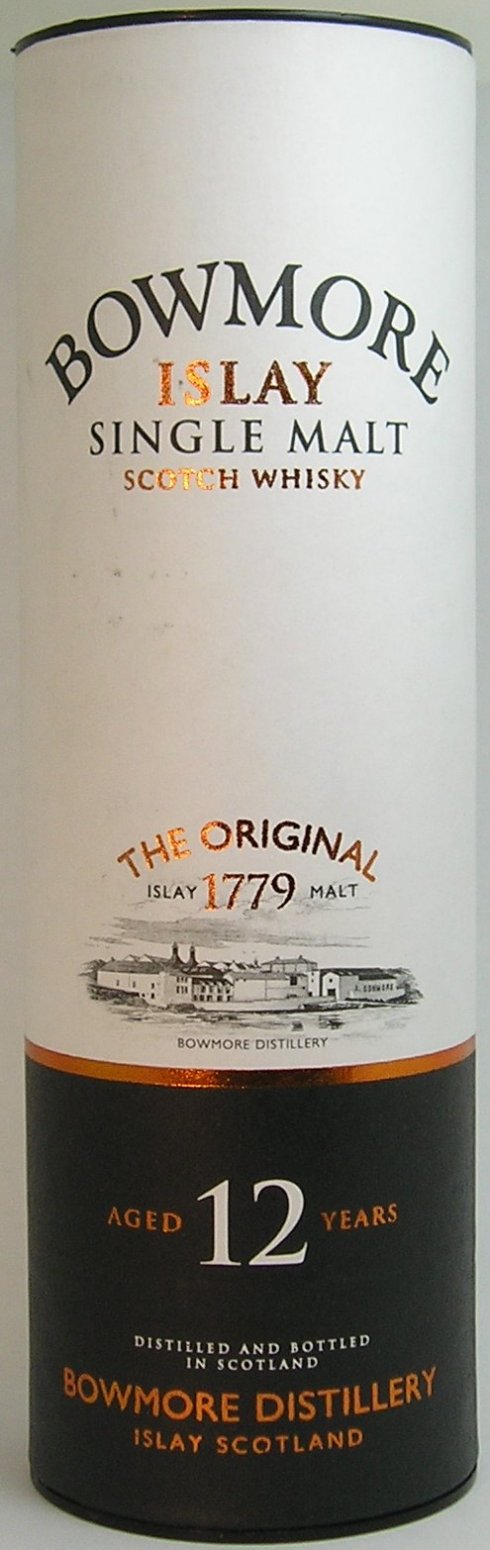 BOWMORE
ISLAY
SINGLE MALT
SCOTCH WHISKY
THE ORIGINAL
ISLAY 1779 MALT
BOWMORE
BOWMORE DISTILLERY
AGED 12 YEARS
DISTILLED AND BOTTLED
IN SCOTLAND
BOWMORE DISTILLERY
ISLAY SCOTLAND